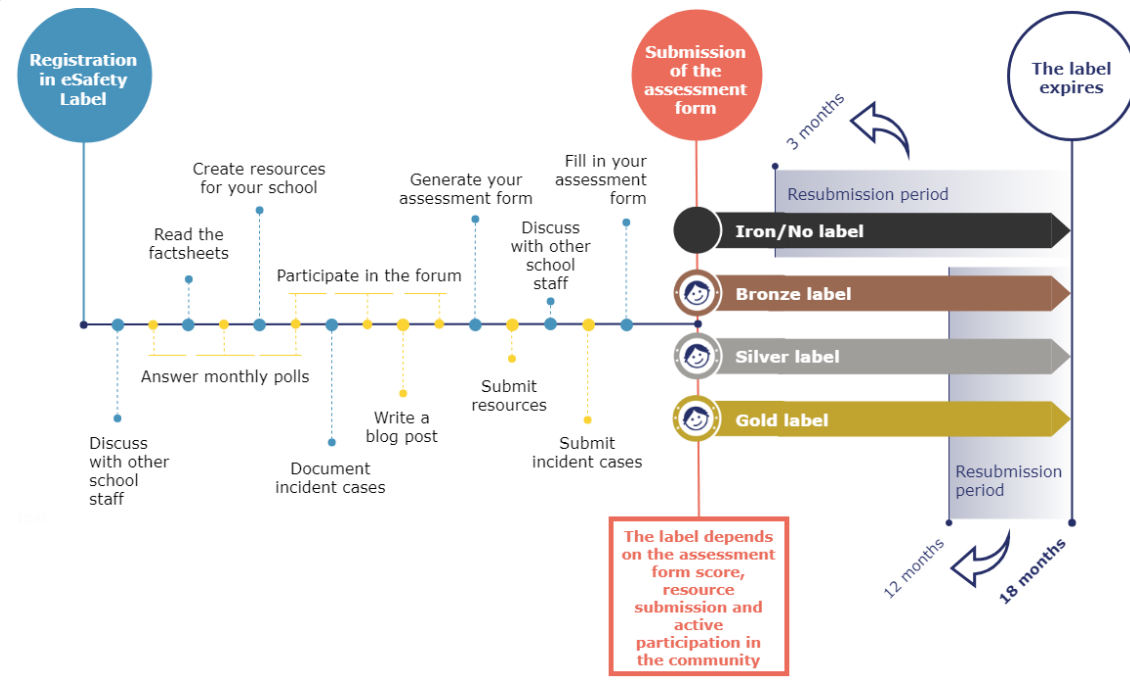 Registration
in eSafety
Label
Submission
of the
assessment
form
The label
expires
3 months
Create resources
for your school
Generate your
assessment form
Fill in your
assessment
form
Resubmission period
Read the
factsheets
Discuss
with other
school
staff
Iron/No label
Participate in the forum
Bronze label
Answer monthly polls
Silver label
Submit
resources
Write a
blog post
Gold label
Discuss
with other
school
staff
Document
incident cases
Submit
incident cases
Resubmission
period
The label depends
on the assessment
form score,
resource
submission and
active
participation in
the community
12 months
18 months